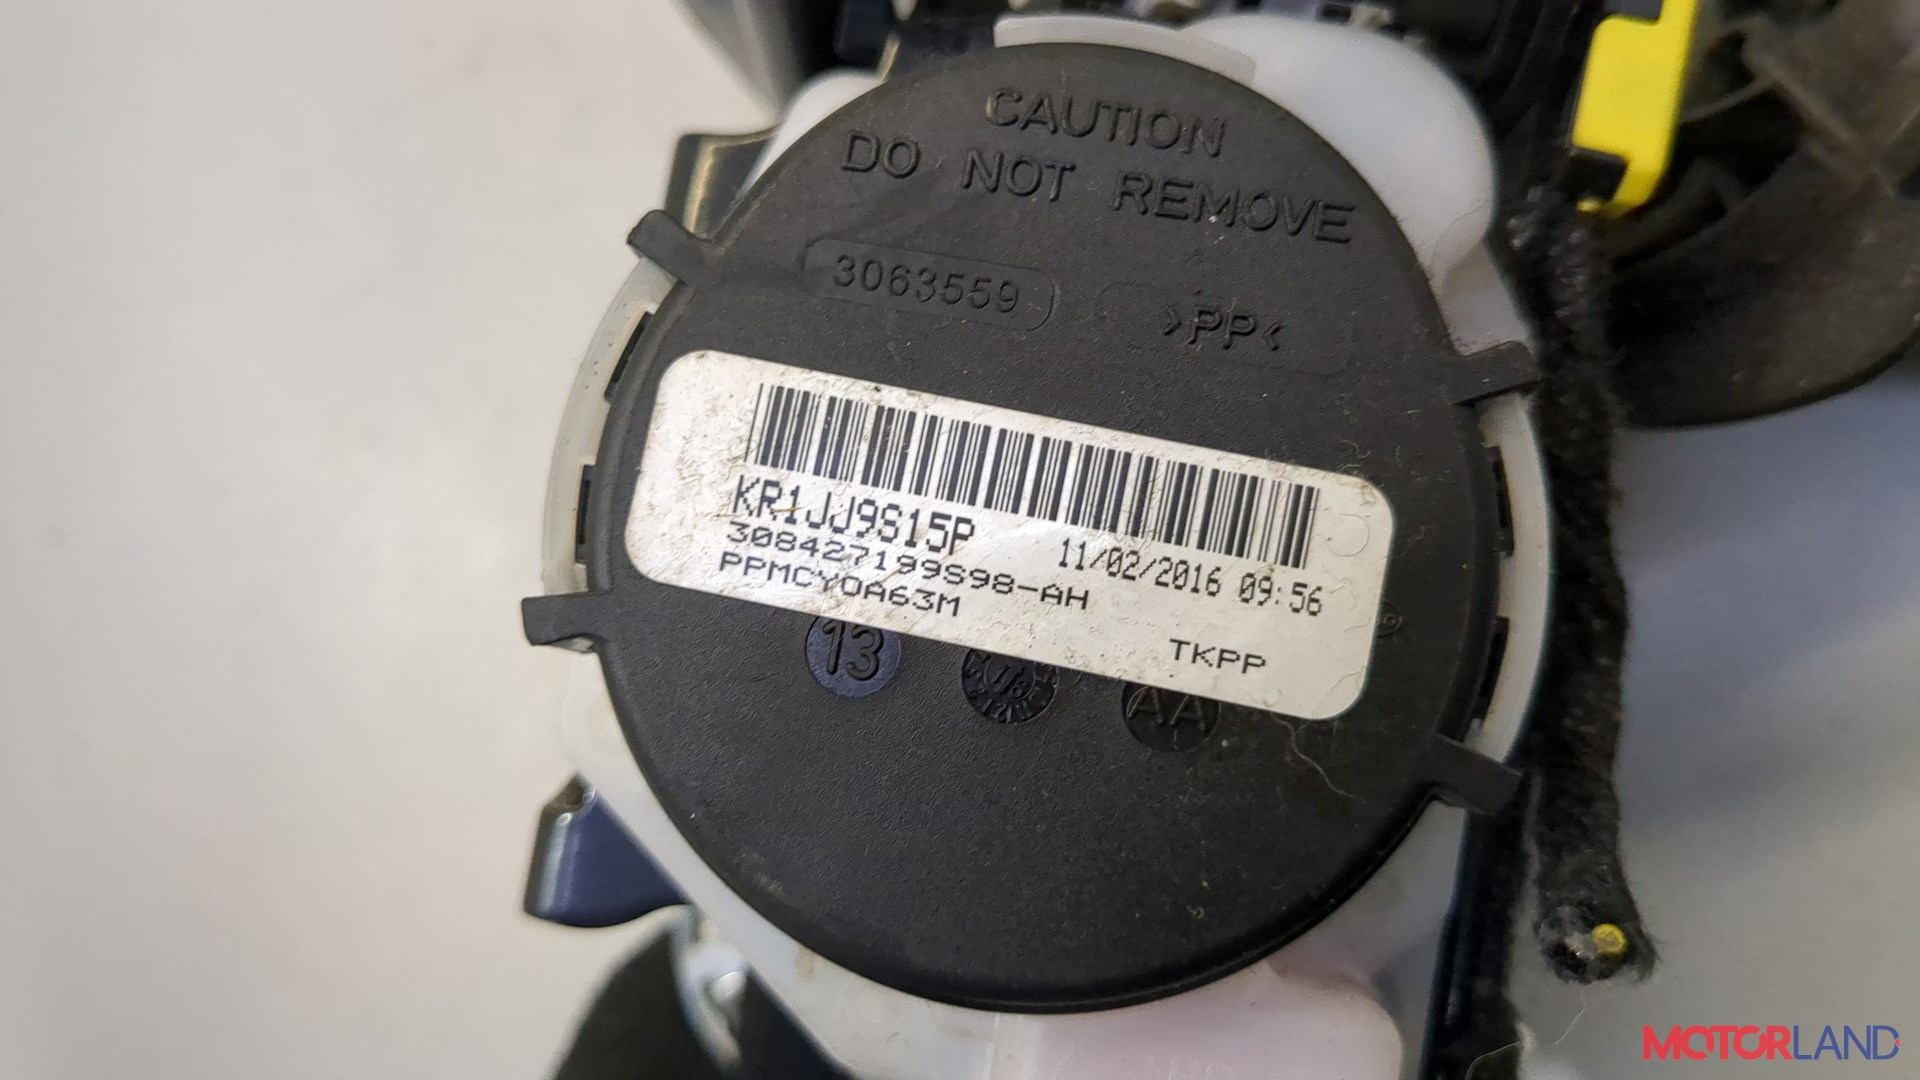 CAUTION
DO NOT REMOVE
3063559
>PP<
KR1JJ9S15P
11/02/2016 09:56
308427199S98-AH
PPMCYOA63M
TKPP
13
AA
MOTORLAND